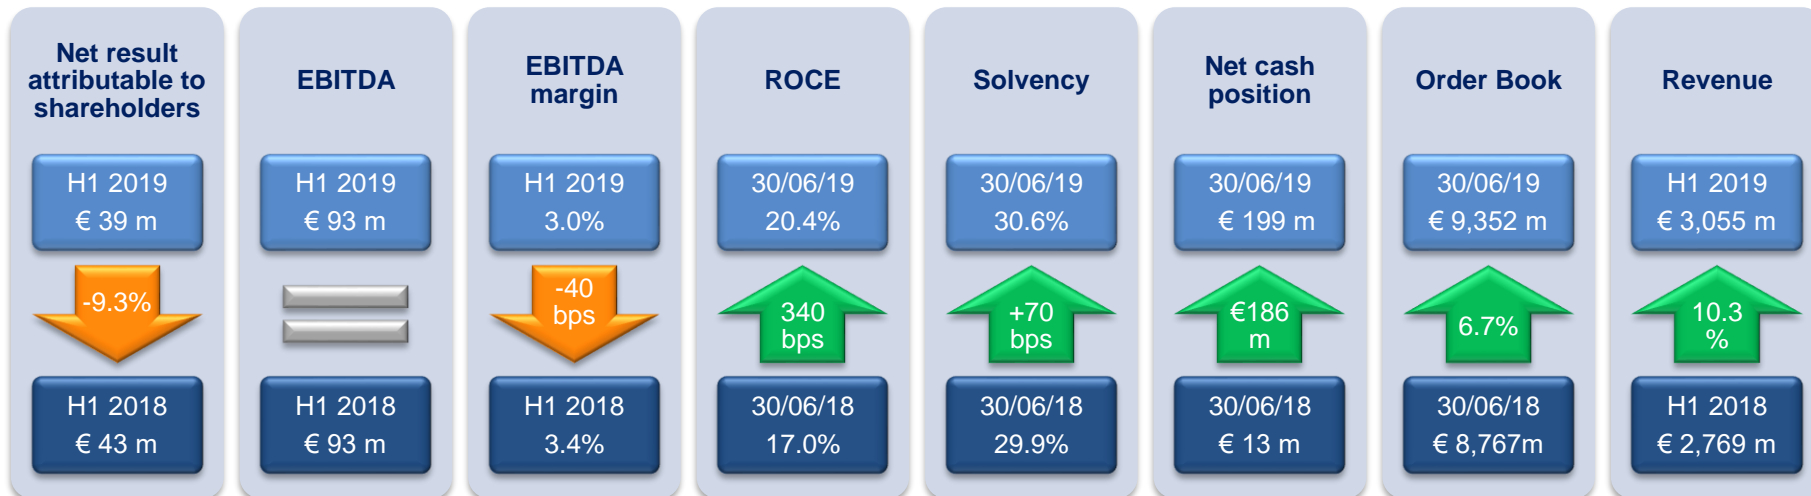 Net result
attributable to
shareholders
H1 2019
€ 39 m
-9.3%
H1 2018
€ 43 m
EBITDA
H1 2019
€ 93 m
H1 2018
€ 93 m
EBITDA
margin
H1 2019
3.0%
-40
bps
H1 2018
3.4%
ROCE
30/06/19
20.4%
340
bps
30/06/18
17.0%
Solvency
30/06/19
30.6%
+70
bps
30/06/18
29.9%
Net cash
position
30/06/19
€ 199 m
€186
m
30/06/18
€ 13 m
Order Book
30/06/19
€ 9,352 m
6.7%
30/06/18
€ 8,767m
Revenue
H1 2019
€ 3,055 m
10.3
%
H1 2018
€ 2,769 m